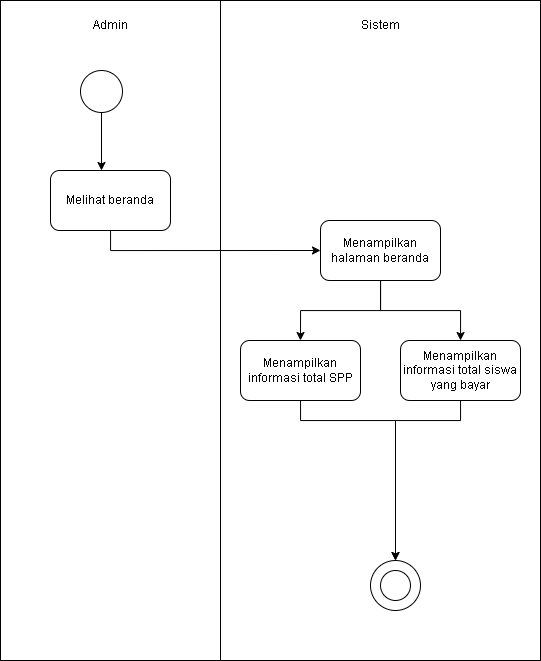 Admin
Sistem
Melihat beranda
Menampilkan
halaman beranda
Menampilkan
informasi total SPP
Menampilkan
informasi total siswa
yang bayar